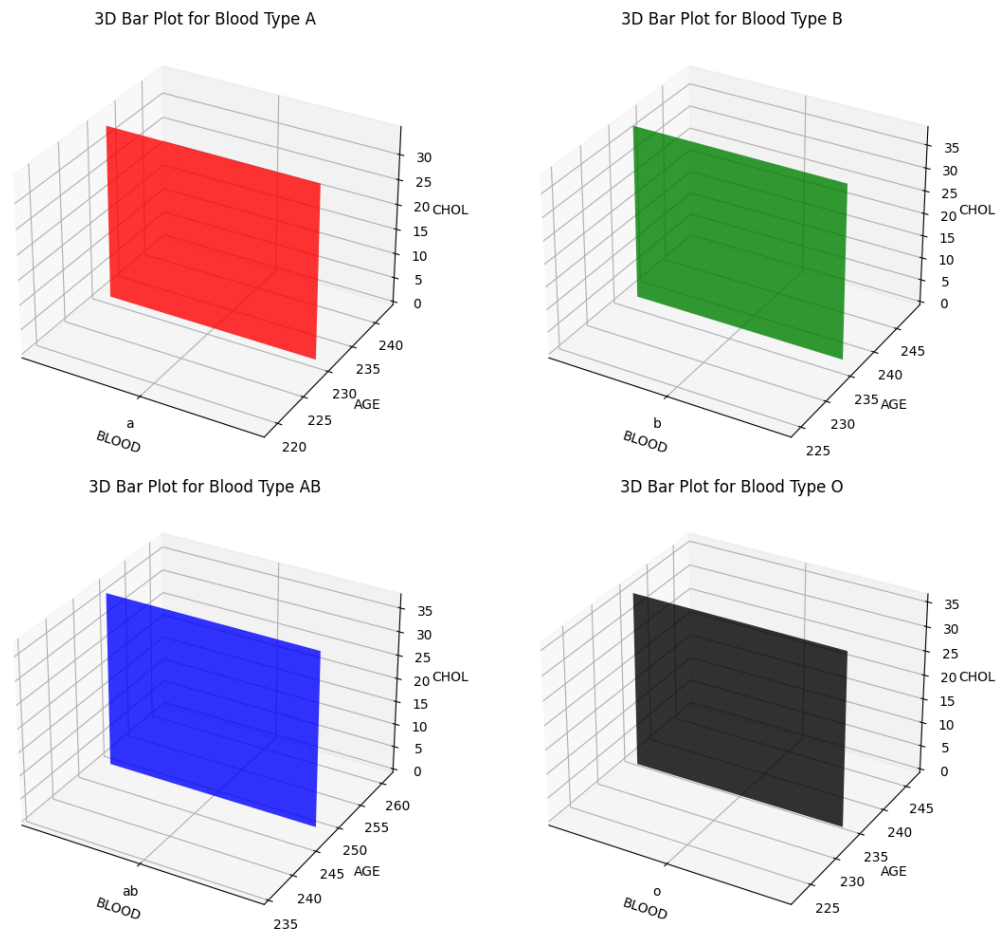 3D Bar Plot for Blood Type A
30
25
20
15
10
5
0
CHOL
240
235
230
225
220
AGE
a
BLOOD
3D Bar Plot for Blood Type B
35
30
25
20
15
10
5
0
CHOL
245
240
235
230
225
AGE
b
BLOOD
3D Bar Plot for Blood Type AB
35
30
25
20
15
10
5
0
CHOL
260
255
250
245
240
235
AGE
ab
BLOOD
3D Bar Plot for Blood Type O
35
30
25
20
15
10
5
0
CHOL
245
240
235
230
225
AGE
o
BLOOD